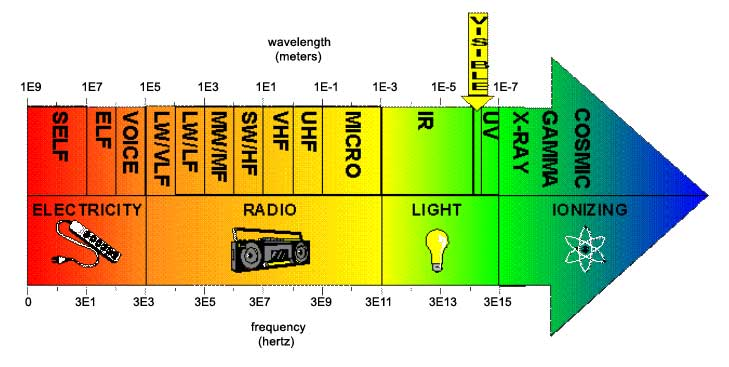 VISIBLE
wavelength
(meters)
1E9 1E7 1E5 1E3 1E1 1E-1 1E-3 1E-5 1E-7
SELF ELF VOICE LW/VLF LW/LF MW/MF SW/HF VHF UHF MICRO IR UV X-RAY GAMMA COSMIC
ELECTRICITY RADIO LIGHT IONIZING
0 3E1 3E3 3E5 3E7 3E9 3E11 3E13 3E15
frequency
(hertz)